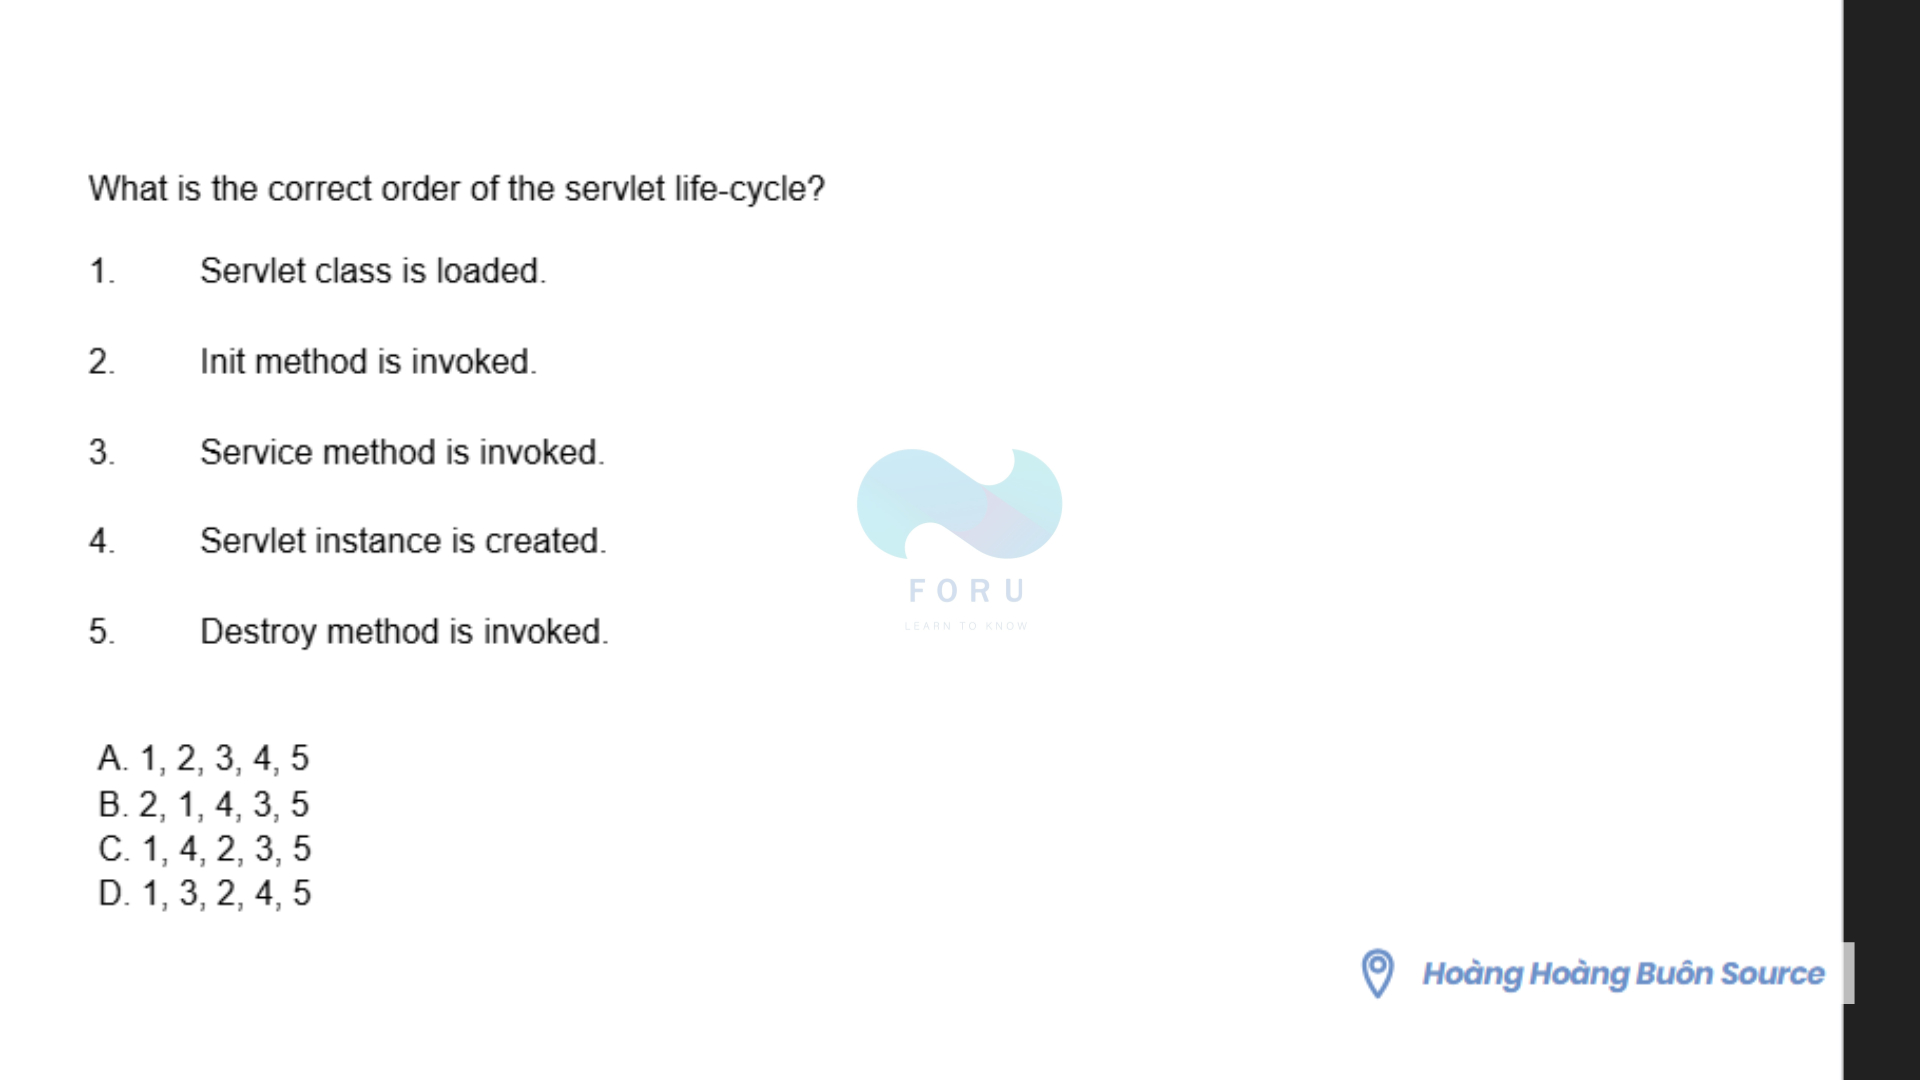 What is the correct order of the servlet life-cycle?
1. Servlet class is loaded.
2. Init method is invoked.
3. Service method is invoked.
4. Servlet instance is created.
5. Destroy method is invoked.
FORU
LEARN TO KNOW
A. 1, 2, 3, 4, 5
B. 2, 1, 4, 3, 5
C. 1, 4, 2, 3, 5
D. 1, 3, 2, 4, 5
Hoàng Hoàng Buôn Source